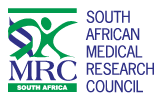 MRC
SOUTH AFRICA
SOUTH
AFRICAN
MEDICAL
RESEARCH
COUNCIL